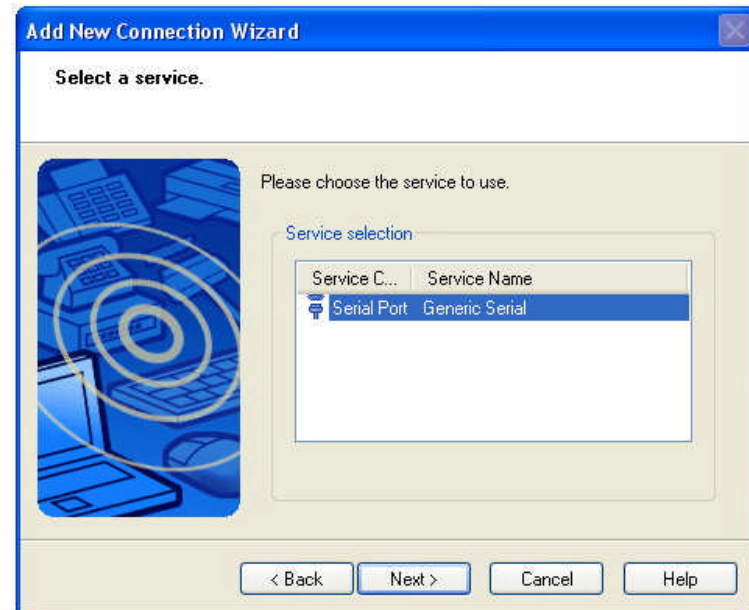 Add New Connection Wizard
Select a service.
Please choose the service to use.
Service selection
Service C... Service Name
Serial Port Generic Serial
< Back Next > Cancel Help